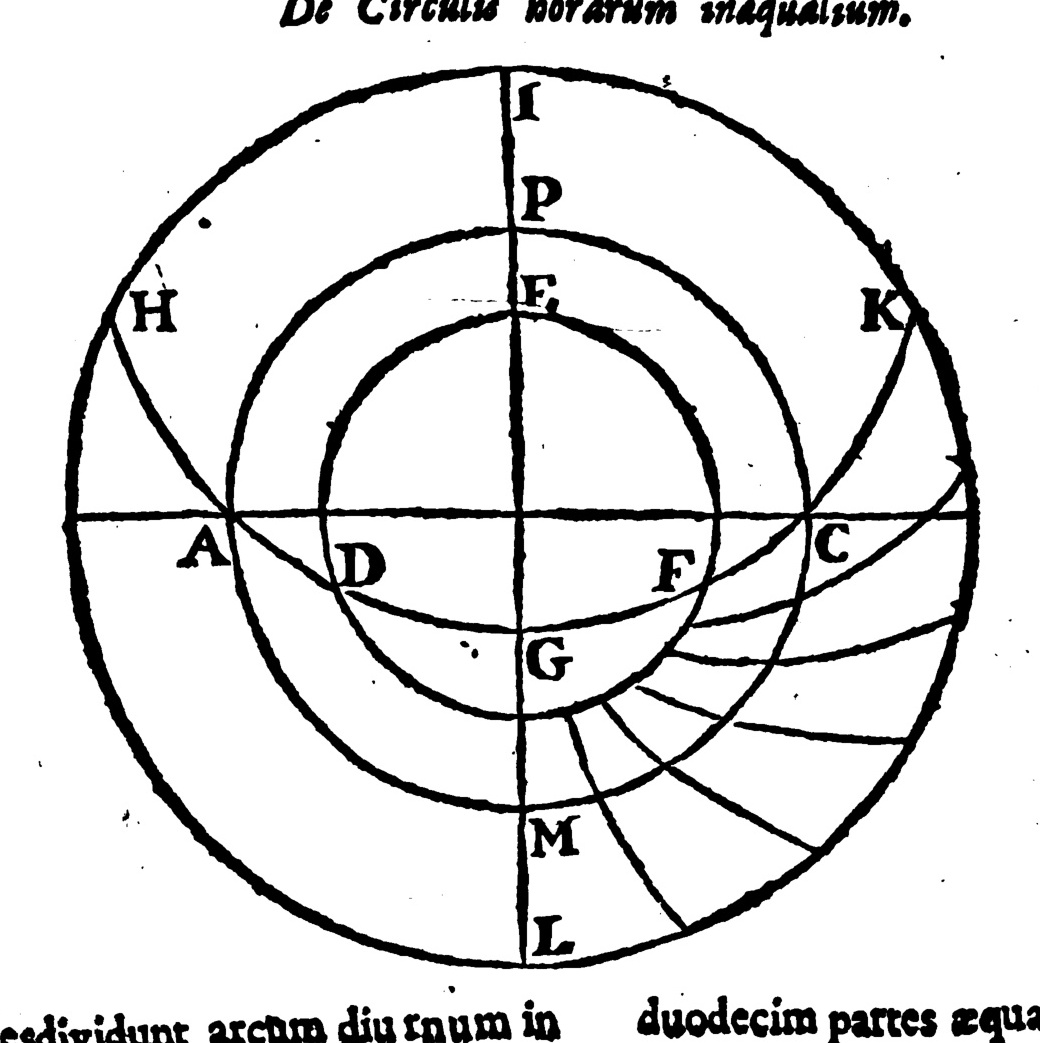 De Circulis horarum inæqualium.
I
P
E
H
K
A
D
F
C
G
M
L
dividunt arcum diurnum in duodecim partes æqua